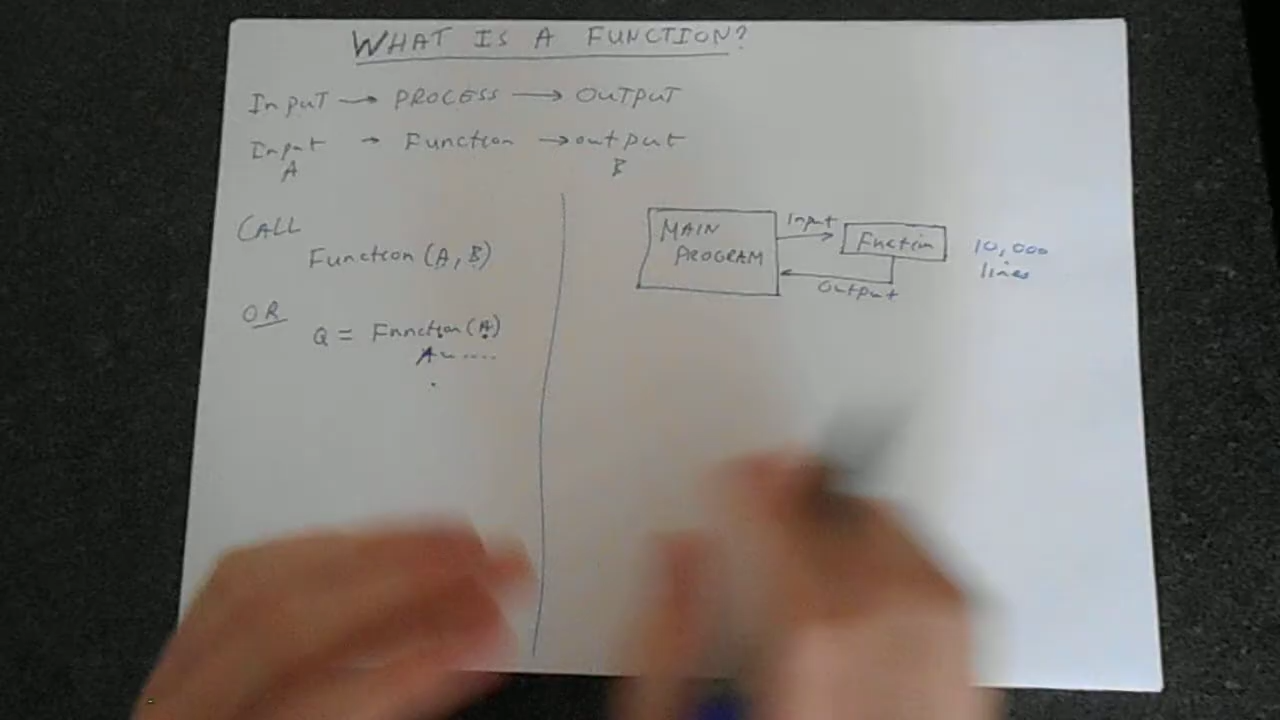 WHAT IS A FUNCTION?
InpuT → PROCESS → OUTPUT
Input → Function → output
A B
CALL
Function (A, B)
OR
Q = Function (A)
MAIN
PROGRAM
Input
Function
Output
10,000
lines